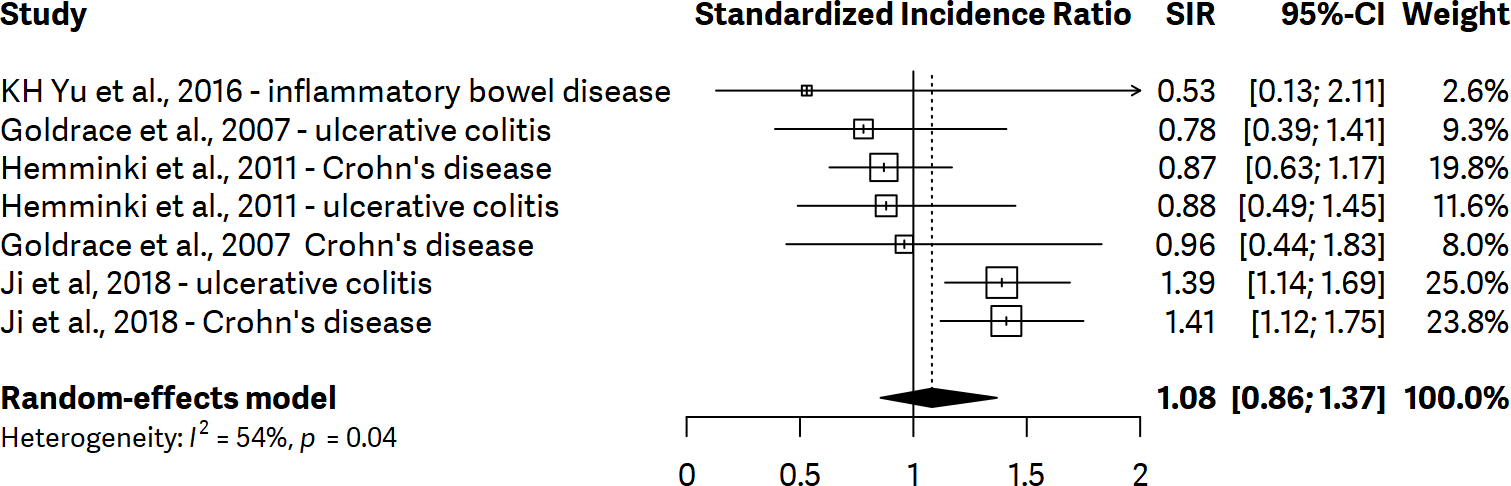 Study Standardized Incidence Ratio SIR 95%-CI Weight
KH Yu et al., 2016 - inflammatory bowel disease 0.53 [0.13; 2.11] 2.6%
Goldrace et al., 2007 - ulcerative colitis 0.78 [0.39; 1.41] 9.3%
Hemminki et al., 2011 - Crohn's disease 0.87 [0.63; 1.17] 19.8%
Hemminki et al., 2011 - ulcerative colitis 0.88 [0.49; 1.45] 11.6%
Goldrace et al., 2007 Crohn's disease 0.96 [0.44; 1.83] 8.0%
Ji et al, 2018 - ulcerative colitis 1.39 [1.14; 1.69] 25.0%
Ji et al., 2018 - Crohn's disease 1.41 [1.12; 1.75] 23.8%
Random-effects model 1.08 [0.86; 1.37] 100.0%
Heterogeneity: I² = 54%, p = 0.04
0 0.5 1 1.5 2